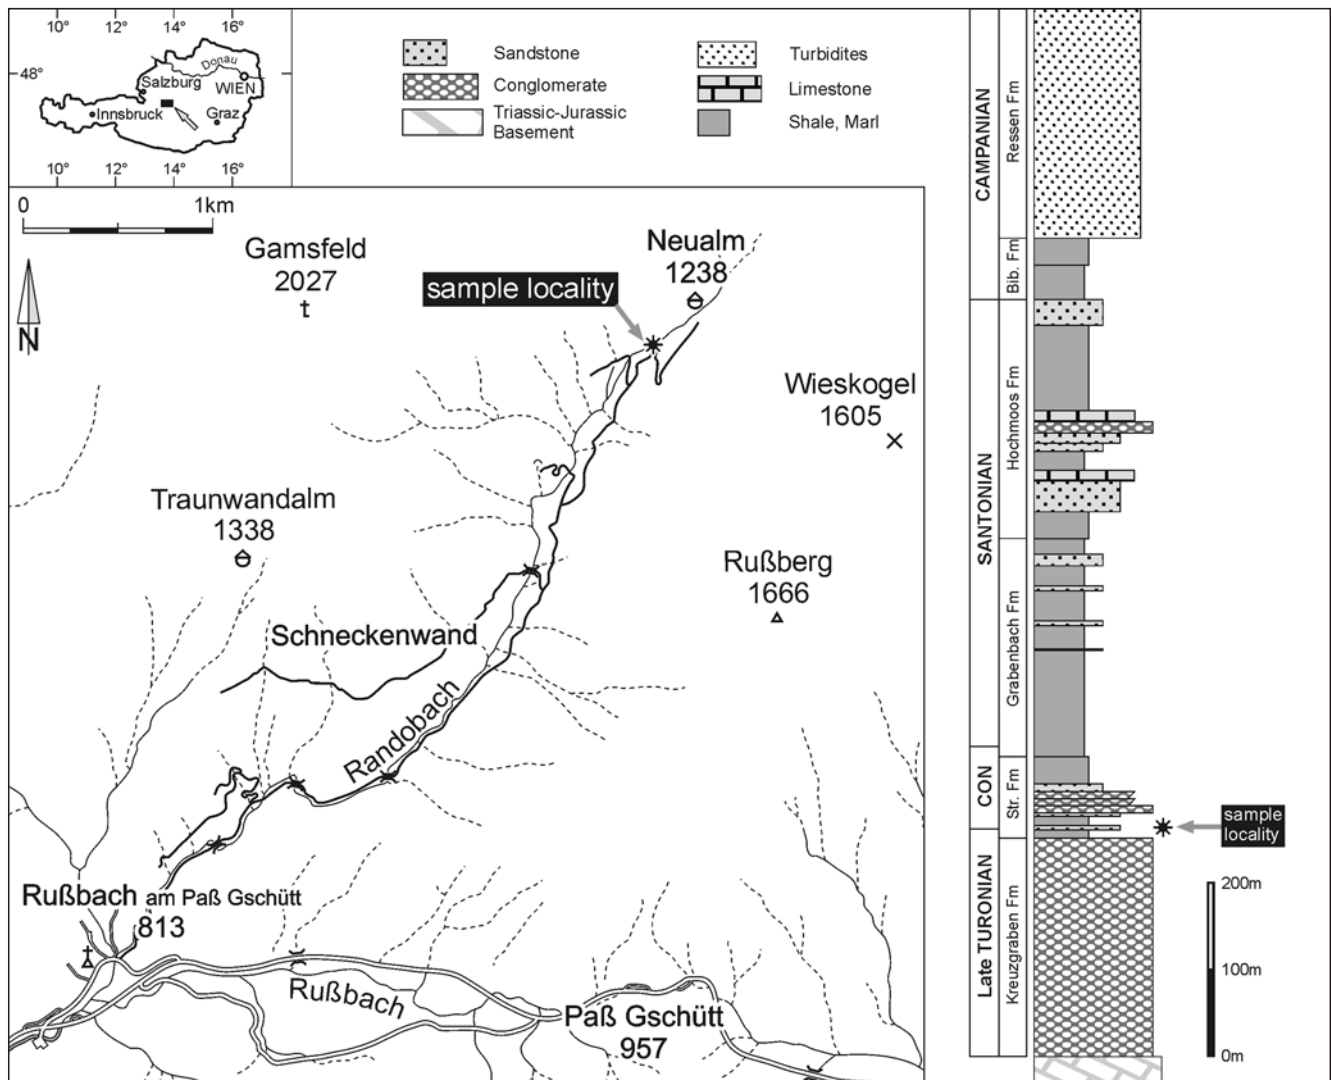 10° 12° 14° 16°
48°
Donau
Salzburg
WIEN
Innsbruck
Graz
10° 12° 14° 16°
Sandstone
Conglomerate
Triassic-Jurassic
Basement
Turbidites
Limestone
Shale, Marl
0 1km
N
Gamsfeld
2027
Neualm
1238
sample locality
Wieskogel
1605
Traunwandalm
1338
Rußberg
1666
Schneckenwand
Randobach
Rußbach am Paß Gschütt
813
Rußbach
Paß Gschütt
957
CAMPANIAN
SANTONIAN
CON
Late TURONIAN
Ressen Fm
Bib. Fm
Hochmoos Fm
Grabenbach Fm
Str. Fm
Kreuzgraben Fm
sample
locality
200m
100m
0m